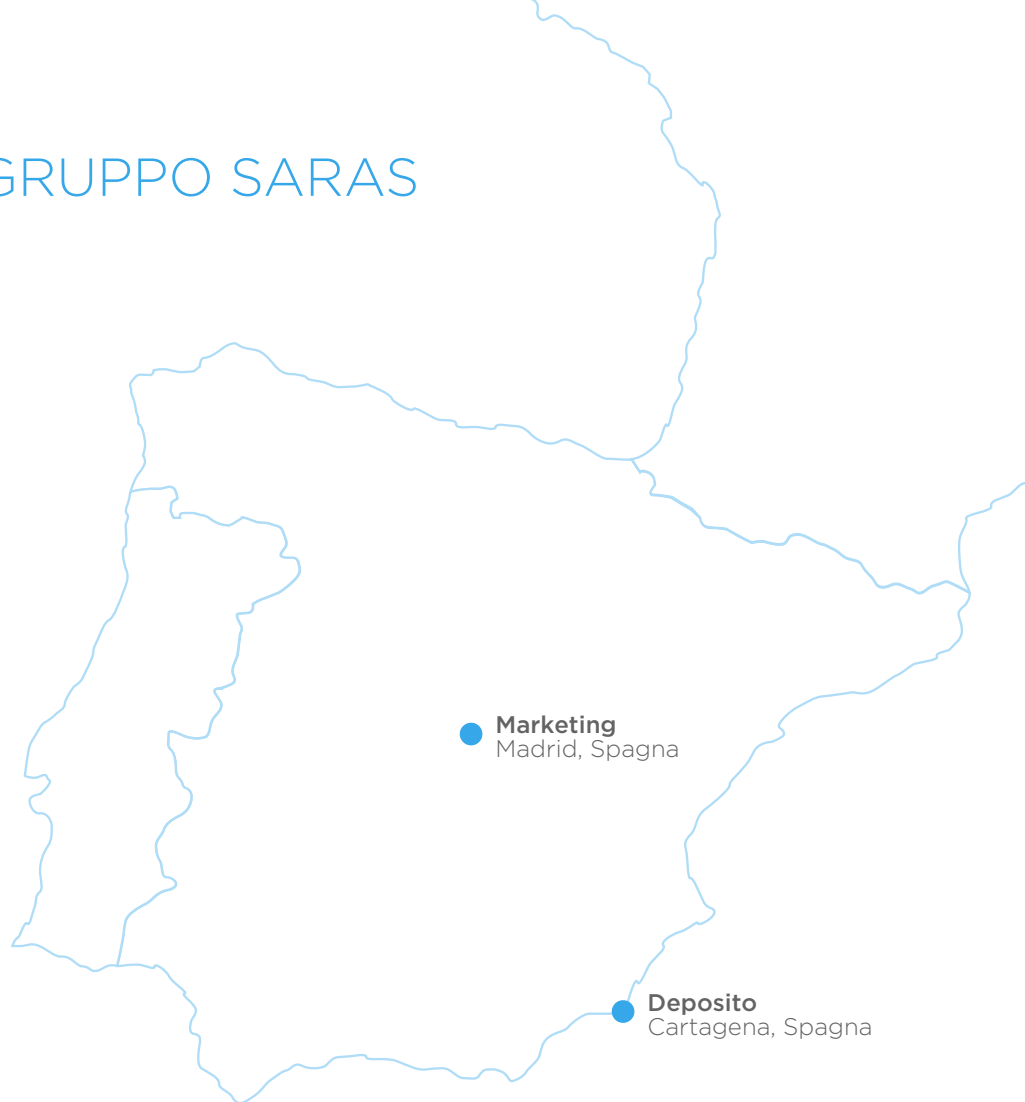 GRUPPO SARAS
Marketing
Madrid, Spagna
Deposito
Cartagena, Spagna